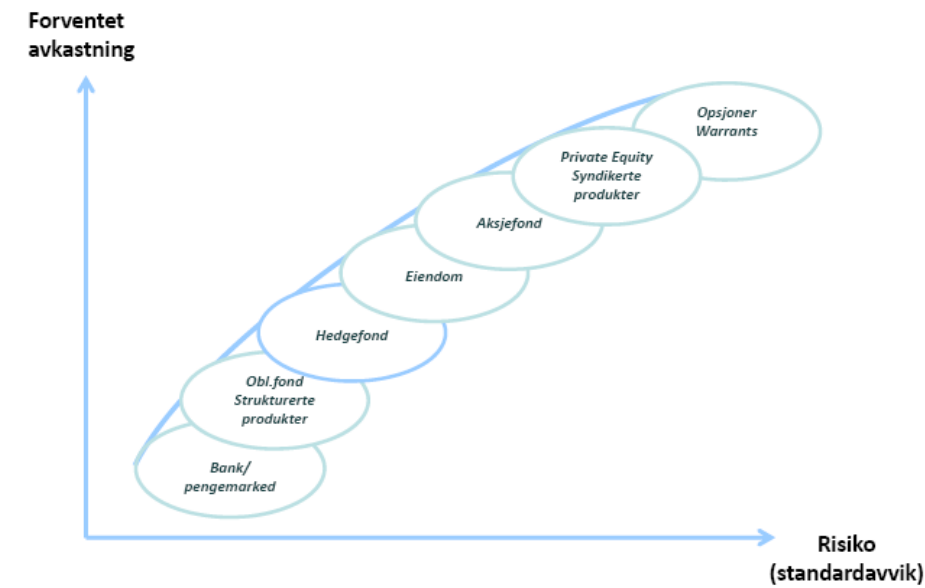 Forventet
avkastning
Opsjoner
Warrants
Private Equity
Syndikerte
produkter
Aksjefond
Eiendom
Hedgefond
Obl.fond
Strukturerte
produkter
Bank/
pengemarked
Risiko
(standardavvik)